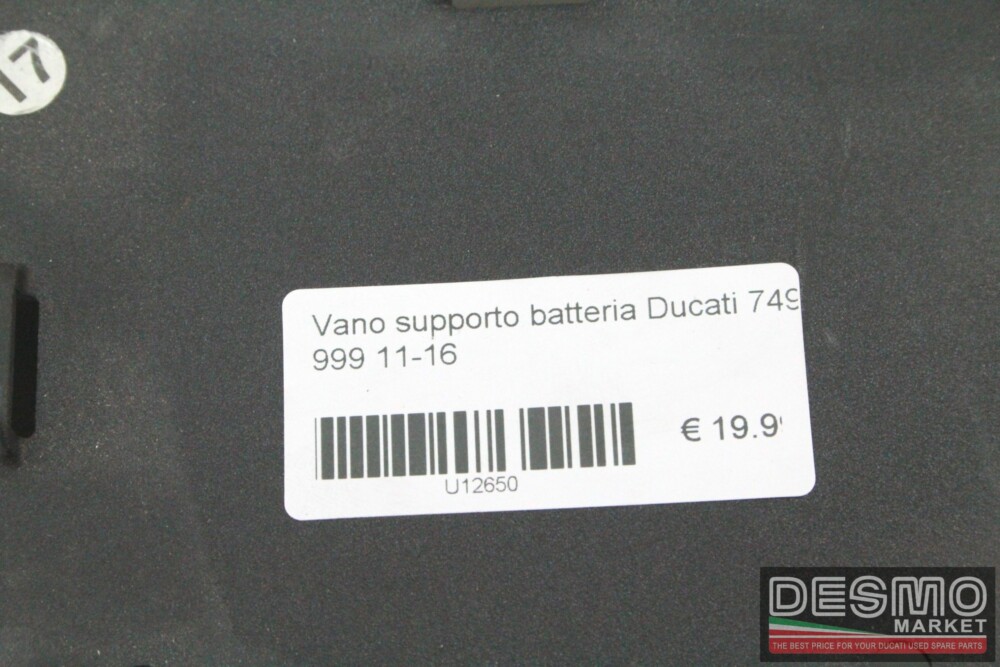 17
Vano supporto batteria Ducati 749
999 11-16
€ 19.9
U12650
DESMO
MARKET
THE BEST PRICE FOR YOUR DUCATI USED SPARE PARTS